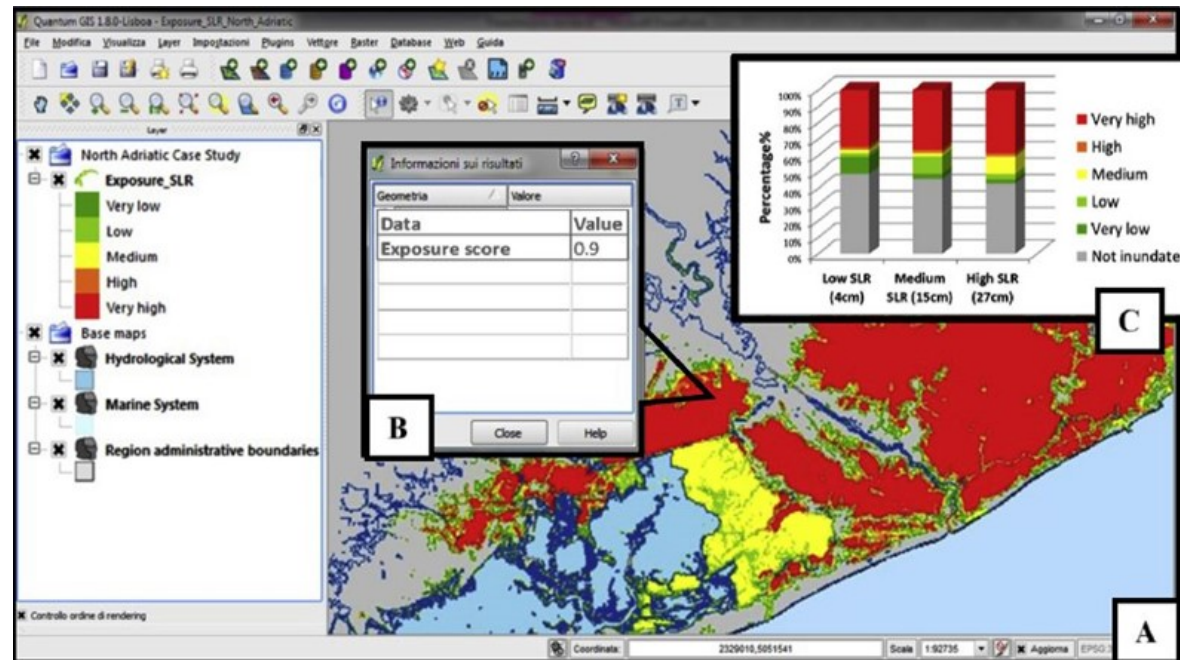 Quantum GIS 1.8.0-Lisboa - Exposure_SLR_North_Adriatic
File Modifica Visualizza Layer Impostazioni Plugins Vettore Raster Database Web Guida
Layer
North Adriatic Case Study
Exposure_SLR
Very low
Low
Medium
High
Very high
Base maps
Hydrological System
Marine System
Region administrative boundaries
Controllo ordine di rendering
Informazioni sui risultati
Geometria Valore
Data Value
Exposure score 0.9
Close Help
B
Percentage%
100%
90%
80%
70%
60%
50%
40%
30%
20%
10%
0%
Low SLR (4cm)
Medium SLR (15cm)
High SLR (27cm)
Very high
High
Medium
Low
Very low
Not inundate
C
A
Coordinata: 2329010,5051541 Scala 1:92735 Aggiorna EPSG:3